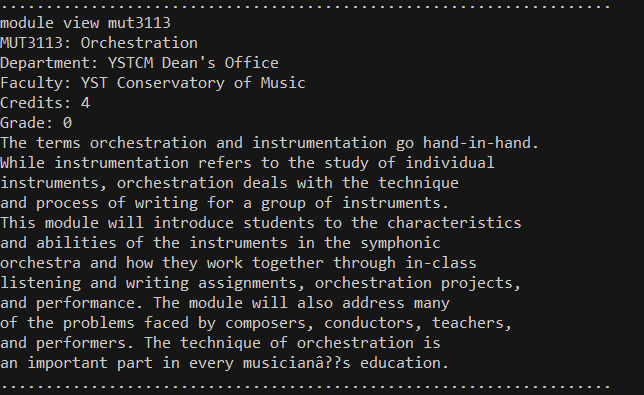 ......................................................................
module view mut3113
MUT3113: Orchestration
Department: YSTCM Dean's Office
Faculty: YST Conservatory of Music
Credits: 4
Grade: 0
The terms orchestration and instrumentation go hand-in-hand.
While instrumentation refers to the study of individual
instruments, orchestration deals with the technique
and process of writing for a group of instruments.
This module will introduce students to the characteristics
and abilities of the instruments in the symphonic
orchestra and how they work together through in-class
listening and writing assignments, orchestration projects,
and performance. The module will also address many
of the problems faced by composers, conductors, teachers,
and performers. The technique of orchestration is
an important part in every musicianâ??s education.
......................................................................